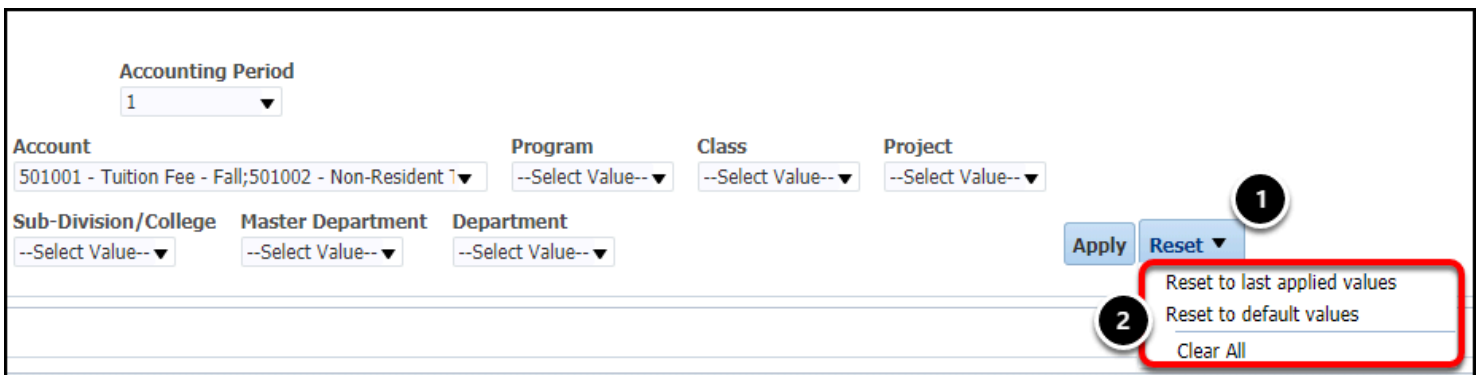 Accounting Period
1
Account Program Class Project
501001 - Tuition Fee - Fall;501002 - Non-Resident --Select Value-- --Select Value-- --Select Value--
1
Sub-Division/College Master Department Department
--Select Value-- --Select Value-- --Select Value--
Apply Reset
Reset to last applied values
2
Reset to default values
Clear All